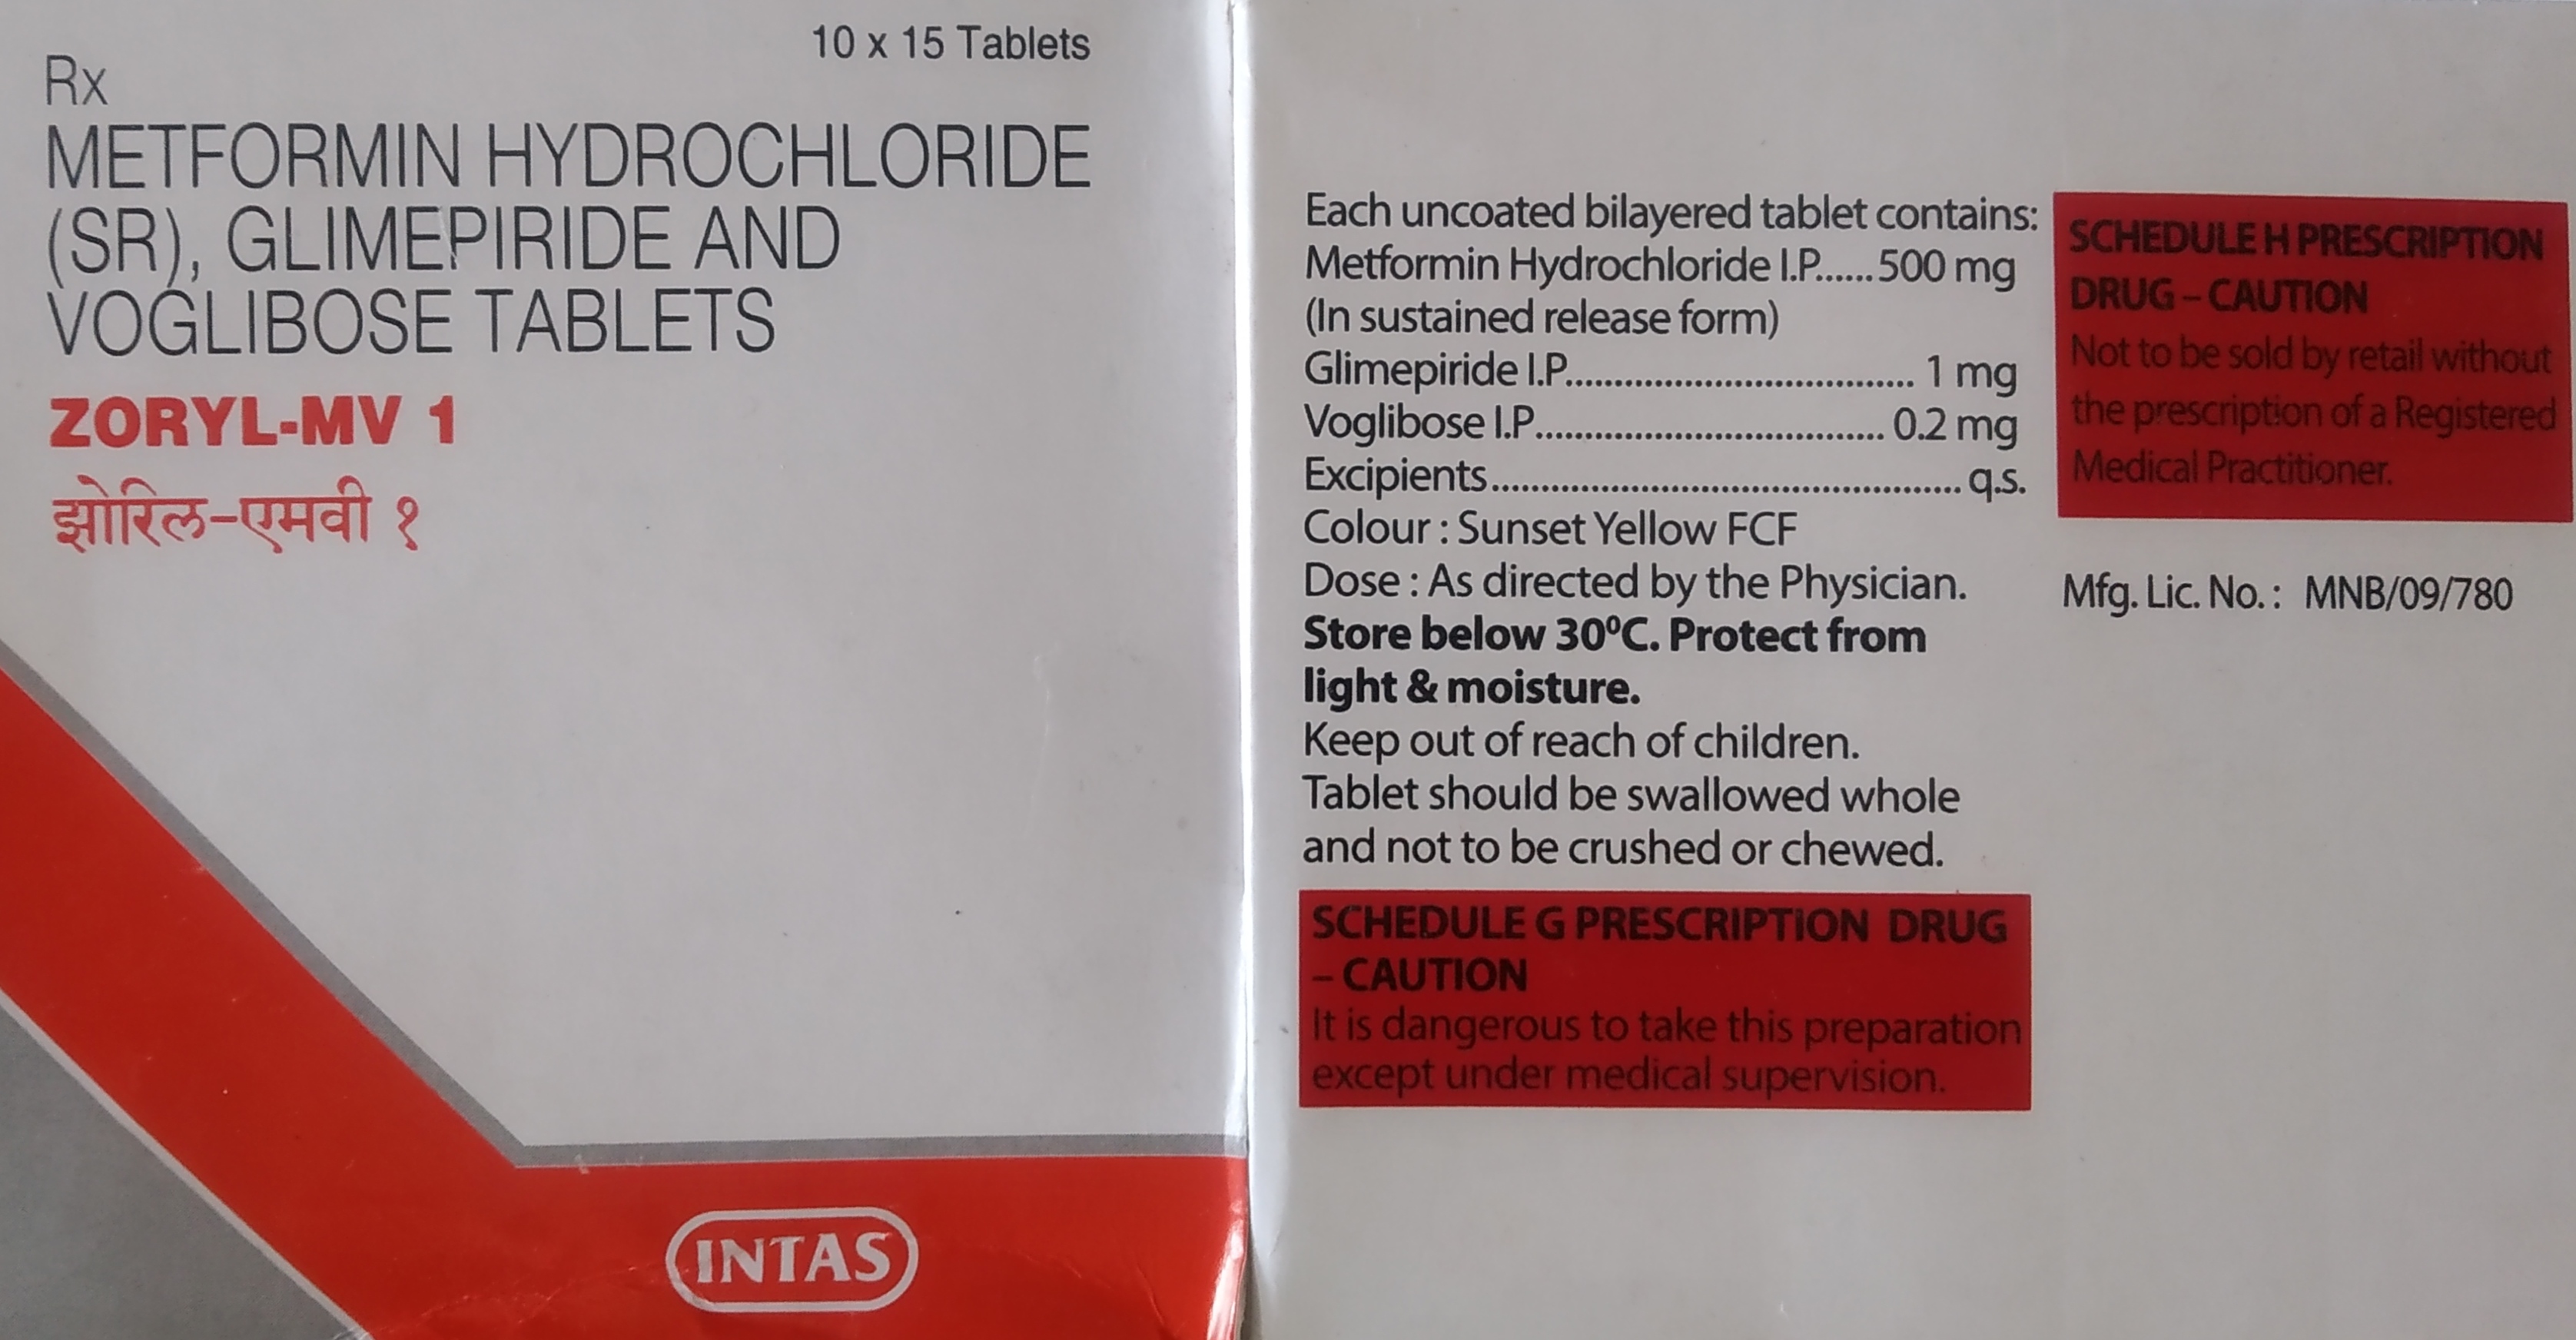 10 x 15 Tablets
Rx
METFORMIN HYDROCHLORIDE
(SR), GLIMEPIRIDE AND
VOGLIBOSE TABLETS
ZORYL-MV 1
झोरिल-एमवी १
INTAS
Each uncoated bilayered tablet contains:
Metformin Hydrochloride I.P......500 mg
(In sustained release form)
Glimepiride I.P.................................... 1 mg
Voglibose I.P.................................... 0.2 mg
Excipients................................................ q.s.
Colour : Sunset Yellow FCF
Dose : As directed by the Physician.
Store below 30⁰C. Protect from
light & moisture.
Keep out of reach of children.
Tablet should be swallowed whole
and not to be crushed or chewed.
SCHEDULE G PRESCRIPTION DRUG
– CAUTION
It is dangerous to take this preparation
except under medical supervision.
SCHEDULE H PRESCRIPTION
DRUG – CAUTION
Not to be sold by retail without
the prescription of a Registered
Medical Practitioner.
Mfg. Lic. No. : MNB/09/780